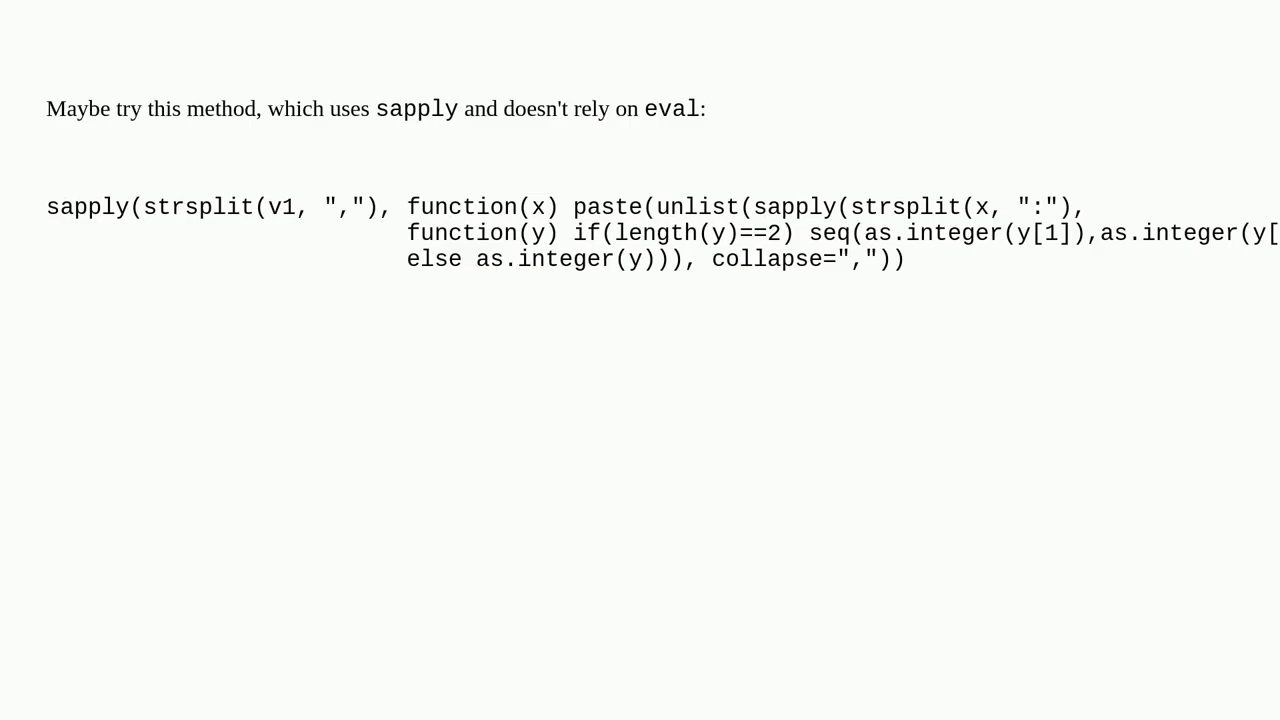 Maybe try this method, which uses sapply and doesn't rely on eval:
sapply(strsplit(v1, ","), function(x) paste(unlist(sapply(strsplit(x, ":"),
function(y) if(length(y)==2) seq(as.integer(y[1]),as.integer(y[
else as.integer(y))), collapse=","))